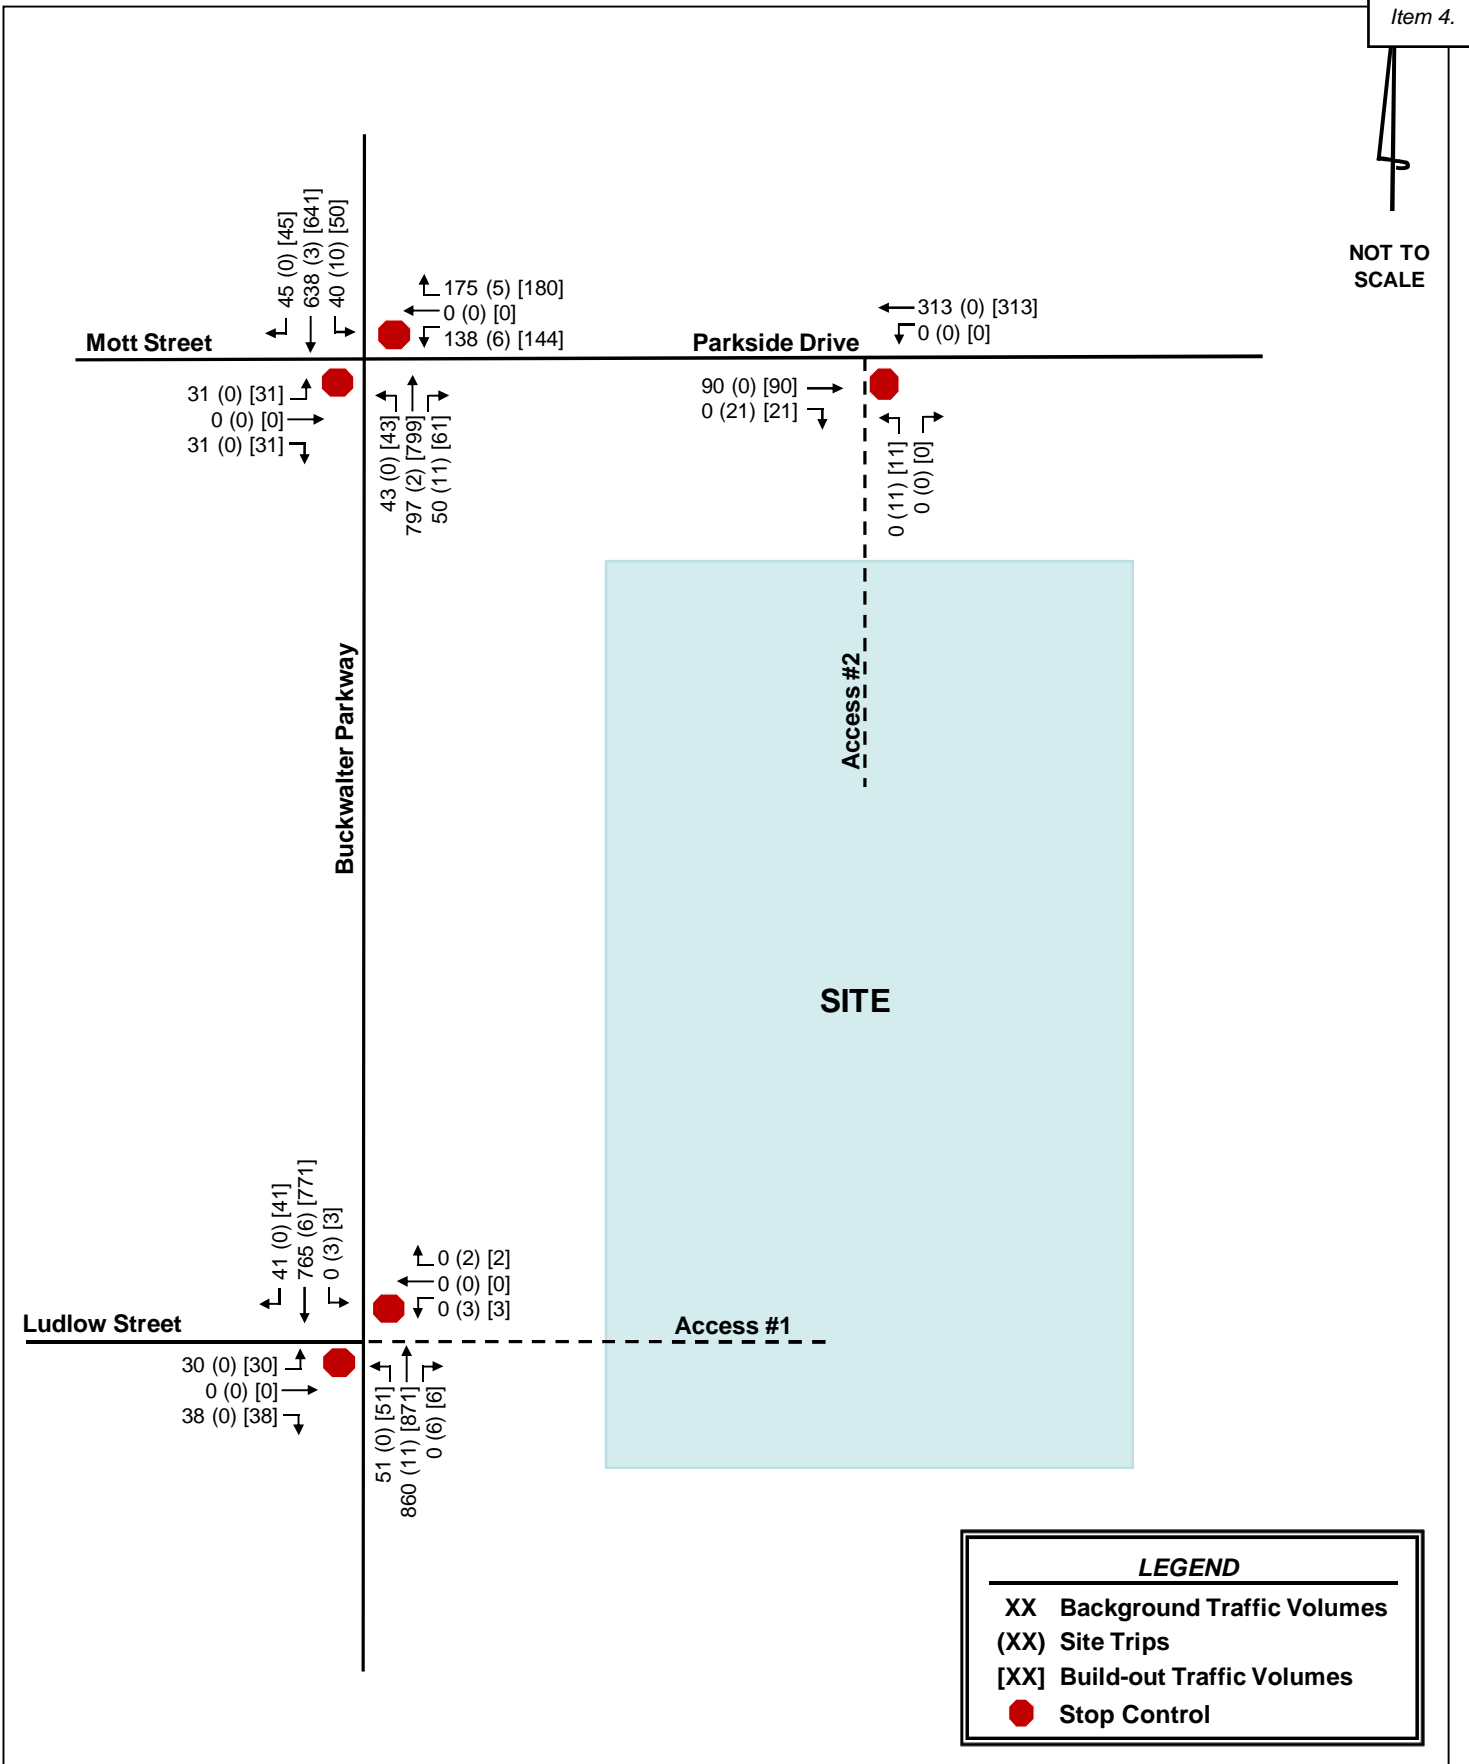 Item 4.
NOT TO
SCALE
45 (0) [45]
638 (3) [641]
40 (10) [50]
175 (5) [180]
0 (0) [0]
138 (6) [144]
Mott Street
31 (0) [31]
0 (0) [0]
31 (0) [31]
43 (0) [43]
797 (2) [799]
50 (11) [61]
Parkside Drive
313 (0) [313]
0 (0) [0]
90 (0) [90]
0 (21) [21]
0 (11) [11]
0 (0) [0]
Buckwalter Parkway
Access #2
SITE
41 (0) [41]
765 (6) [771]
0 (3) [3]
0 (2) [2]
0 (0) [0]
0 (3) [3]
Ludlow Street
Access #1
30 (0) [30]
0 (0) [0]
38 (0) [38]
51 (0) [51]
860 (11) [871]
0 (6) [6]
LEGEND
XX Background Traffic Volumes
(XX) Site Trips
[XX] Build-out Traffic Volumes
Stop Control